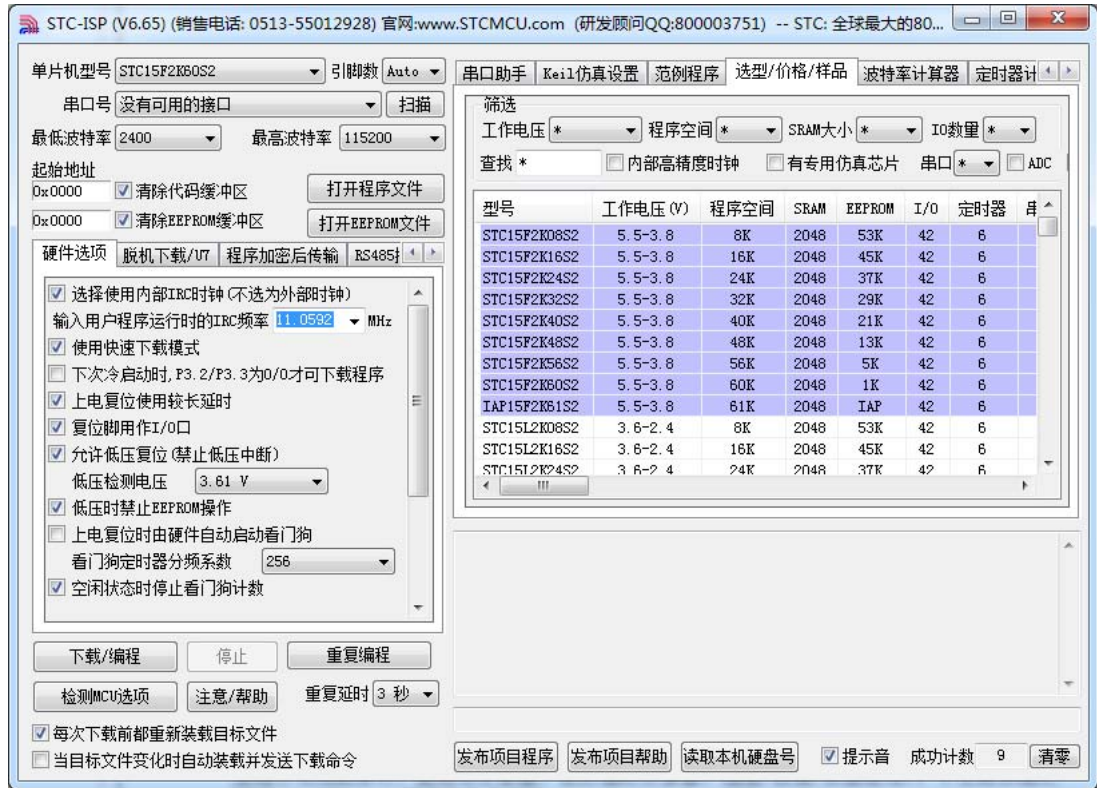 STC-ISP (V6.65) (销售电话: 0513-55012928) 官网:www.STCMCU.com (研发顾问QQ:800003751) -- STC: 全球最大的80...
单片机型号 STC15F2K60S2 引脚数 Auto
串口号 没有可用的接口 扫描
最低波特率 2400 最高波特率 115200
起始地址
0x0000 清除代码缓冲区 打开程序文件
0x0000 清除EEPROM缓冲区 打开EEPROM文件
硬件选项 脱机下载/U7 程序加密后传输 RS485
选择使用内部IRC时钟(不选为外部时钟)
输入用户程序运行时的IRC频率 11.0592 MHz
使用快速下载模式
下次冷启动时,P3.2/P3.3为0/0才可下载程序
上电复位使用较长延时
复位脚用作I/O口
允许低压复位(禁止低压中断)
低压检测电压 3.61 V
低压时禁止EEPROM操作
上电复位时由硬件自动启动看门狗
看门狗定时器分频系数 256
空闲状态时停止看门狗计数
下载/编程 停止 重复编程
检测MCU选项 注意/帮助 重复延时 3 秒
每次下载前都重新装载目标文件
当目标文件变化时自动装载并发送下载命令
串口助手 Keil仿真设置 范例程序 选型/价格/样品 波特率计算器 定时器计
筛选
工作电压 * 程序空间 * SRAM大小 * IO数量 *
查找 * 内部高精度时钟 有专用仿真芯片 串口 * ADC
型号 工作电压(V) 程序空间 SRAM EEPROM I/O 定时器 串
STC15F2K08S2 5.5-3.8 8K 2048 53K 42 6
STC15F2K16S2 5.5-3.8 16K 2048 45K 42 6
STC15F2K24S2 5.5-3.8 24K 2048 37K 42 6
STC15F2K32S2 5.5-3.8 32K 2048 29K 42 6
STC15F2K40S2 5.5-3.8 40K 2048 21K 42 6
STC15F2K48S2 5.5-3.8 48K 2048 13K 42 6
STC15F2K56S2 5.5-3.8 56K 2048 5K 42 6
STC15F2K60S2 5.5-3.8 60K 2048 1K 42 6
IAP15F2K61S2 5.5-3.8 61K 2048 IAP 42 6
STC15L2K08S2 3.6-2.4 8K 2048 53K 42 6
STC15L2K16S2 3.6-2.4 16K 2048 45K 42 6
STC15L2K24S2 3.6-2.4 24K 2048 37K 42 6
发布项目程序 发布项目帮助 读取本机硬盘号 提示音 成功计数 9 清零